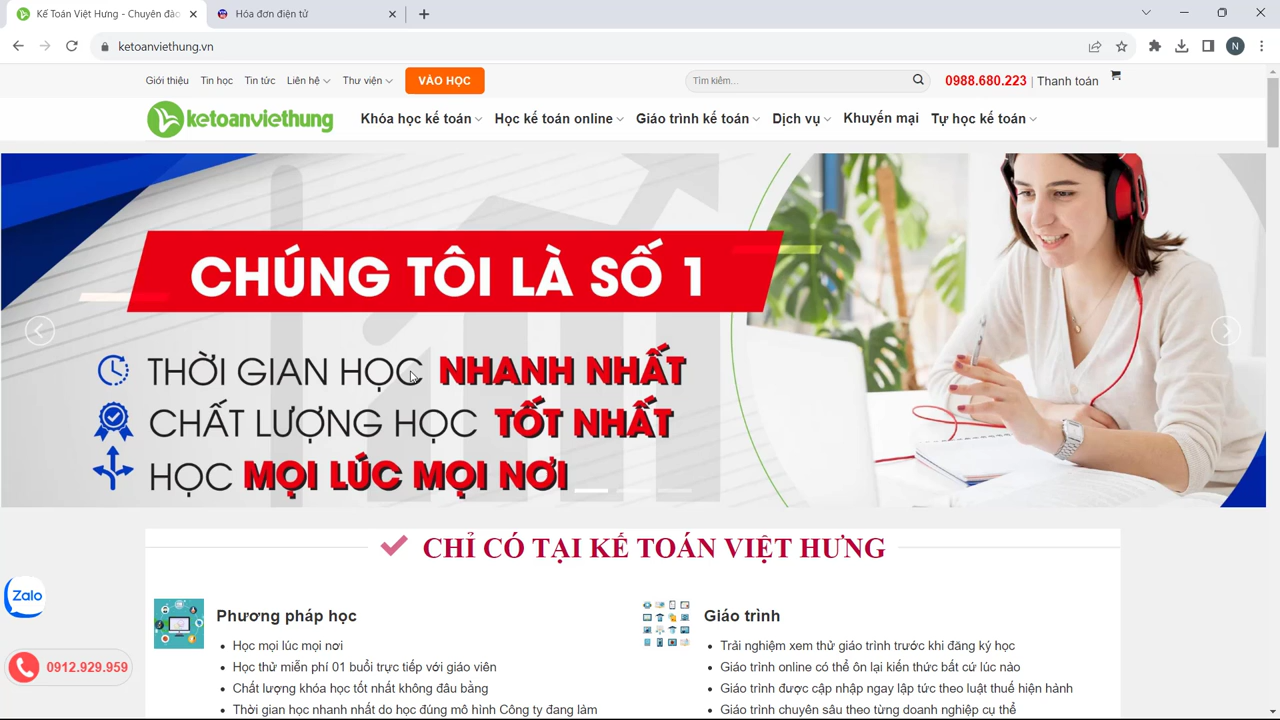 Kế Toán Việt Hưng - Chuyên đào
Hóa đơn điện tử
ketoanviethung.vn
N
Giới thiệu Tin học Tin tức Liên hệ Thư viện VÀO HỌC Tìm kiếm... 0988.680.223 | Thanh toán
ketoanviethung Khóa học kế toán Học kế toán online Giáo trình kế toán Dịch vụ Khuyến mại Tự học kế toán
CHÚNG TÔI LÀ SỐ 1
THỜI GIAN HỌC NHANH NHẤT
CHẤT LƯỢNG HỌC TỐT NHẤT
HỌC MỌI LÚC MỌI NƠI
CHỈ CÓ TẠI KẾ TOÁN VIỆT HƯNG
Zalo
0912.929.959
Phương pháp học
Học mọi lúc mọi nơi
Học thử miễn phí 01 buổi trực tiếp với giáo viên
Chất lượng khóa học tốt nhất không đâu bằng
Thời gian học nhanh nhất do học đúng mô hình Công ty đang làm
Giáo trình
Trải nghiệm xem thử giáo trình trước khi đăng ký học
Giáo trình online có thể ôn lại kiến thức bất cứ lúc nào
Giáo trình được cập nhập ngay lập tức theo luật thuế hiện hành
Giáo trình chuyên sâu theo từng doanh nghiệp cụ thể